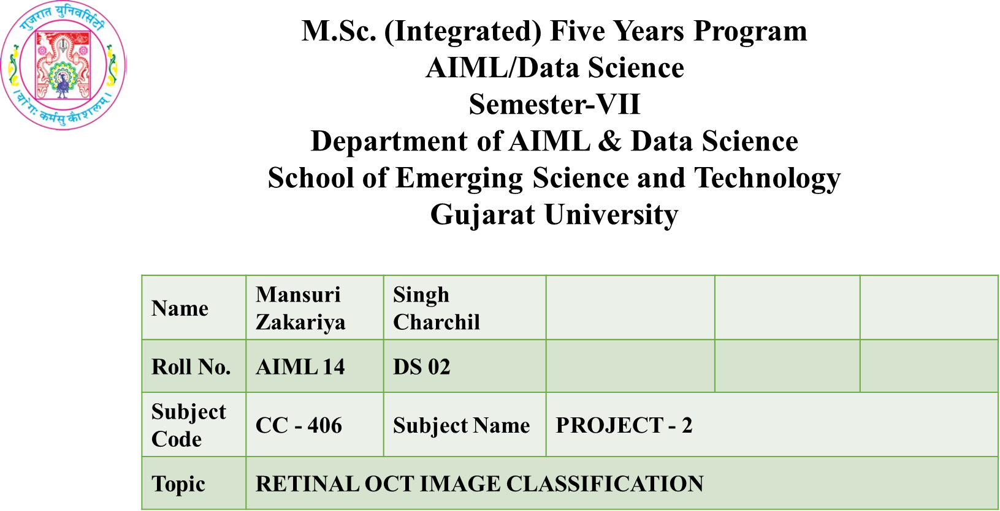 गुजरात युनिवर्सिटी
। योगः कर्मसु कौशलम् ।
M.Sc. (Integrated) Five Years Program
AIML/Data Science
Semester-VII
Department of AIML & Data Science
School of Emerging Science and Technology
Gujarat University
Name
Mansuri
Zakariya
Singh
Charchil
Roll No.
AIML 14
DS 02
Subject
Code
CC - 406
Subject Name
PROJECT - 2
Topic
RETINAL OCT IMAGE CLASSIFICATION